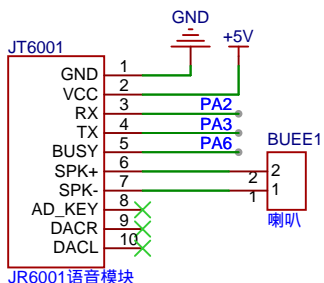 GND
JT6001
+5V
GND 1
VCC 2
RX 3 PA2
TX 4 PA3
BUSY 5 PA6
BUEE1
SPK+ 6 2 2
SPK- 7 1 1
AD_KEY 8
DACR 9
DACL 10
喇叭
JR6001语音模块